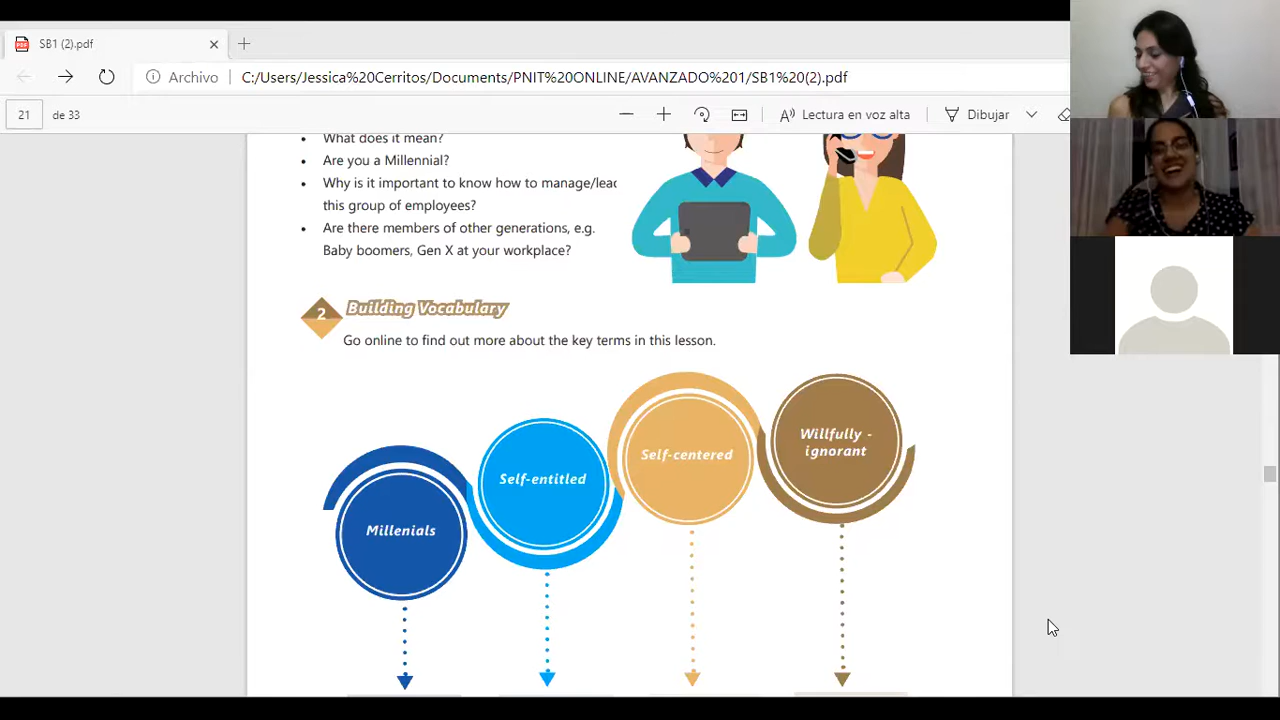 SB1 (2).pdf
Archivo
C:/Users/Jessica%20Cerritos/Documents/PNIT%20ONLINE/AVANZADO%201/SB1%20(2).pdf
21 de 33
Lectura en voz alta
Dibujar
• What does it mean?
• Are you a Millennial?
• Why is it important to know how to manage/lead
this group of employees?
• Are there members of other generations, e.g.
Baby boomers, Gen X at your workplace?
2 Building Vocabulary
Go online to find out more about the key terms in this lesson.
Millenials
Self-entitled
Self-centered
Willfully -
ignorant